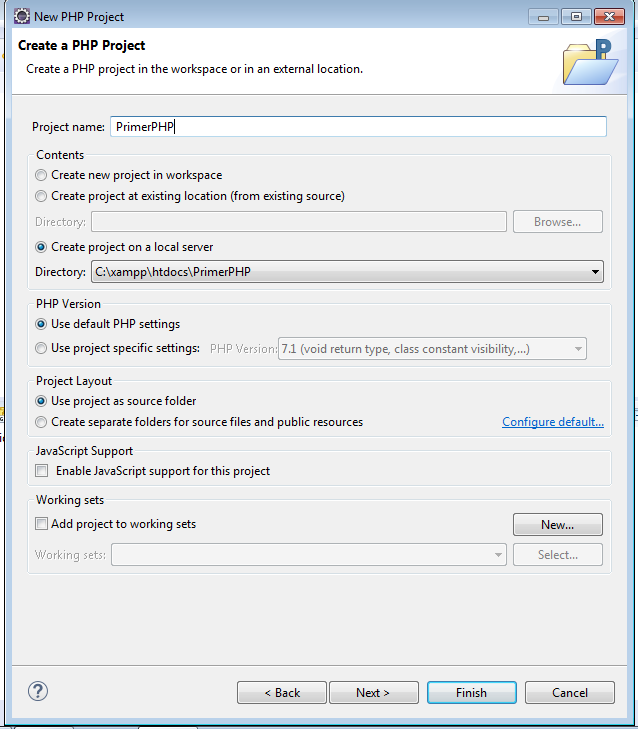 New PHP Project
Create a PHP Project
Create a PHP project in the workspace or in an external location.
Project name: PrimerPHP
Contents
Create new project in workspace
Create project at existing location (from existing source)
Directory: Browse...
Create project on a local server
Directory: C:\xampp\htdocs\PrimerPHP
PHP Version
Use default PHP settings
Use project specific settings: PHP Version: 7.1 (void return type, class constant visibility,...)
Project Layout
Use project as source folder
Create separate folders for source files and public resources Configure default...
JavaScript Support
Enable JavaScript support for this project
Working sets
Add project to working sets New...
Working sets: Select...
? < Back Next > Finish Cancel